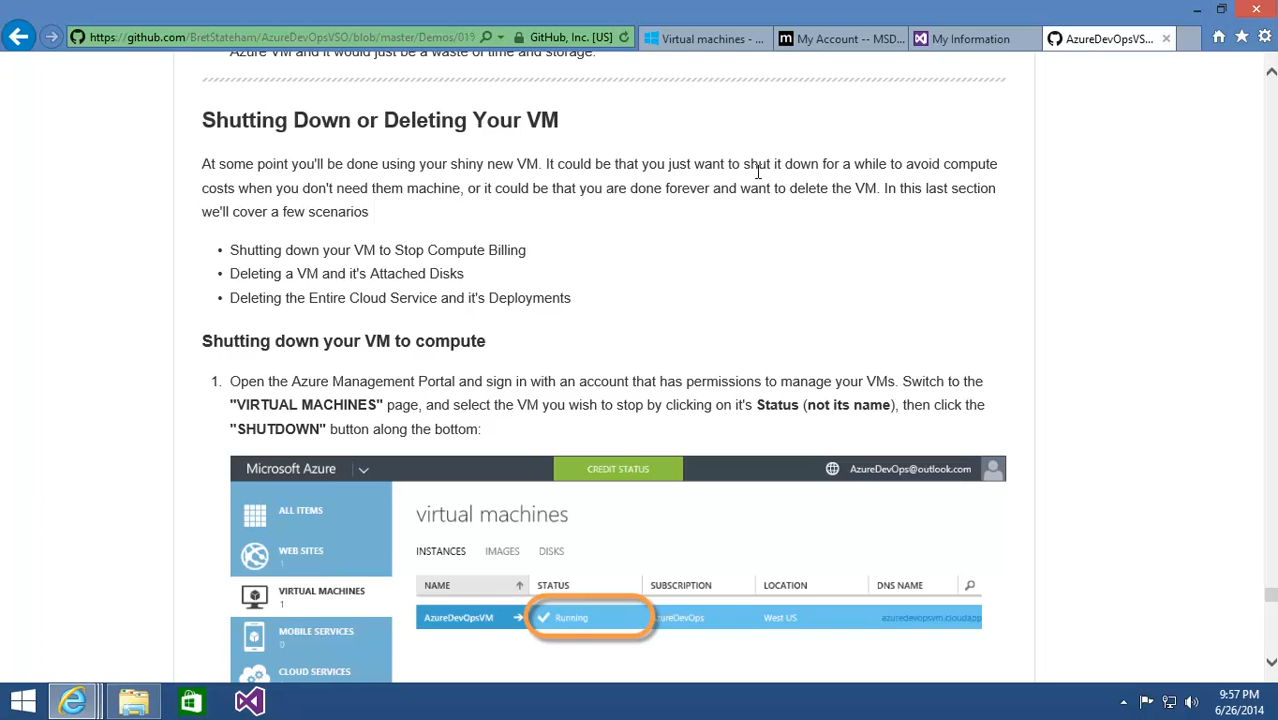 https://github.com/BretStateham/AzureDevOpsVSO/blob/master/Demos/019
GitHub, Inc. [US]
Virtual machines - ...
My Account -- MSD...
My Information
AzureDevOpsVS...
Azure VM and it would just be a waste of time and storage.
Shutting Down or Deleting Your VM
At some point you'll be done using your shiny new VM. It could be that you just want to shut it down for a while to avoid compute
costs when you don't need them machine, or it could be that you are done forever and want to delete the VM. In this last section
we'll cover a few scenarios
• Shutting down your VM to Stop Compute Billing
• Deleting a VM and it's Attached Disks
• Deleting the Entire Cloud Service and it's Deployments
Shutting down your VM to compute
1. Open the Azure Management Portal and sign in with an account that has permissions to manage your VMs. Switch to the
"VIRTUAL MACHINES" page, and select the VM you wish to stop by clicking on it's Status (not its name), then click the
"SHUTDOWN" button along the bottom:
Microsoft Azure
CREDIT STATUS
AzureDevOps@outlook.com
ALL ITEMS
WEB SITES
1
VIRTUAL MACHINES
1
MOBILE SERVICES
0
CLOUD SERVICES
virtual machines
INSTANCES IMAGES DISKS
NAME STATUS SUBSCRIPTION LOCATION DNS NAME
AzureDevOpsVM Running AzureDevOps West US azuredevopsvm.cloudapp
9:57 PM
6/26/2014